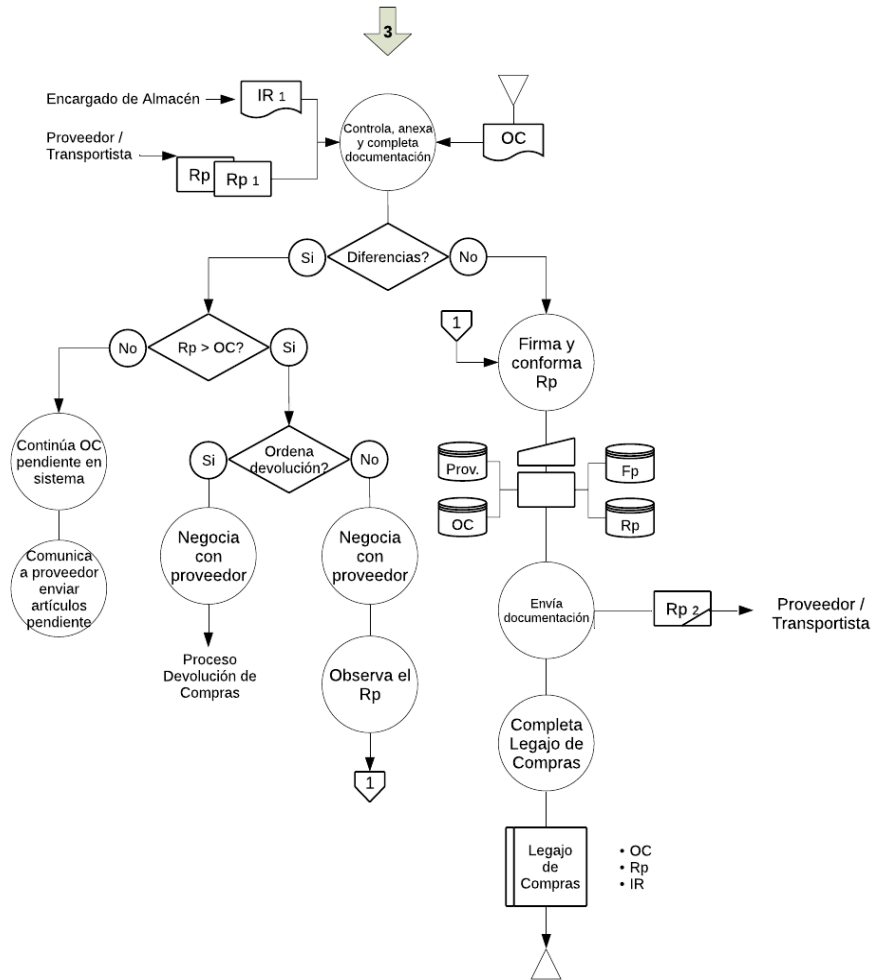 3
Encargado de Almacén
IR 1
Proveedor /
Transportista
Rp
Rp 1
Controla, anexa
y completa
documentación
OC
Diferencias?
Si
No
Rp > OC?
No
Si
1
Firma y
conforma
Rp
Continúa OC
pendiente en
sistema
Comunica
a proveedor
enviar
artículos
pendiente
Ordena
devolución?
Si
No
Negocia
con
proveedor
Proceso
Devolución de
Compras
Negocia
con
proveedor
Observa el
Rp
1
Prov.
OC
Fp
Rp
Envía
documentación
Rp 2
Proveedor /
Transportista
Completa
Legajo de
Compras
Legajo
de
Compras
• OC
• Rp
• IR